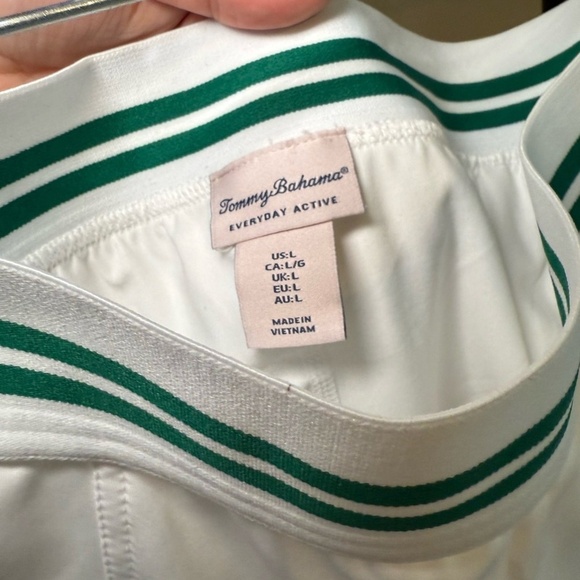 Tommy Bahama®
EVERYDAY ACTIVE
US:L
CA:L/G
UK:L
EU:L
AU:L
MADE IN
VIETNAM